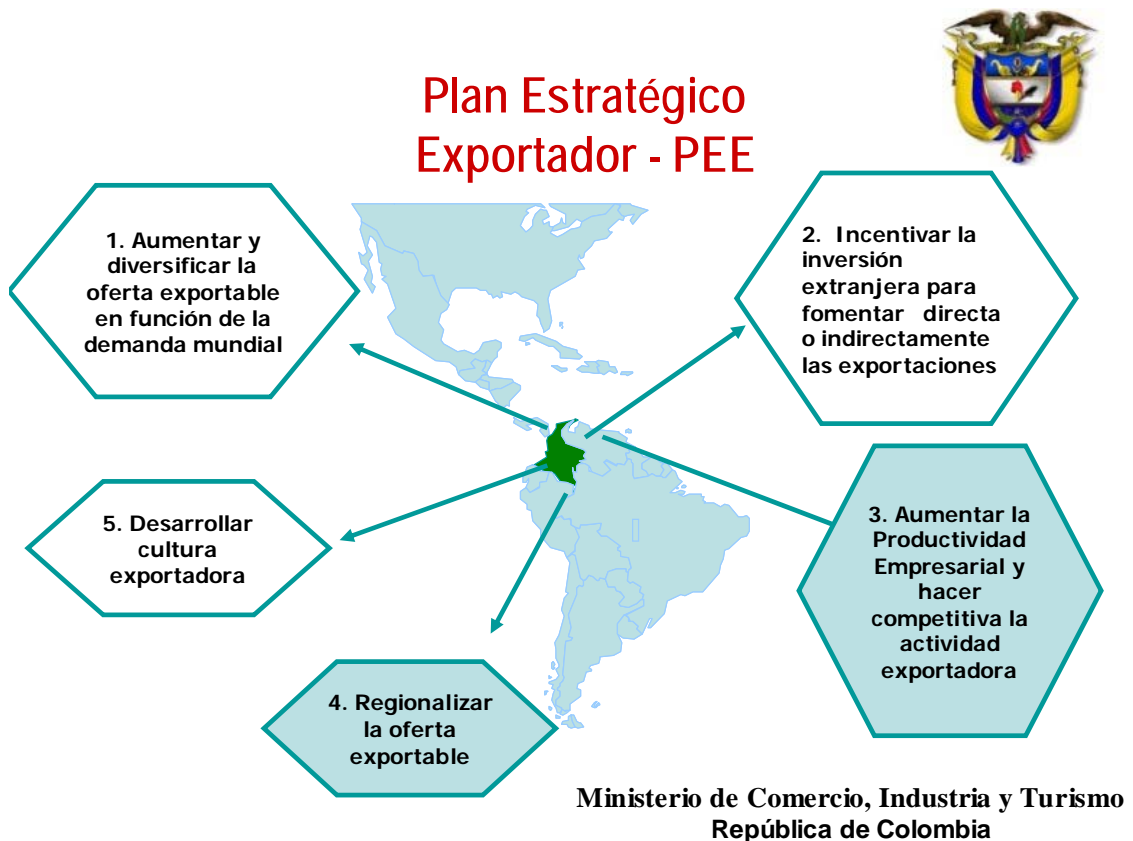 Plan Estratégico
Exportador - PEE
1. Aumentar y
diversificar la
oferta exportable
en función de la
demanda mundial
2. Incentivar la
inversión
extranjera para
fomentar directa
o indirectamente
las exportaciones
3. Aumentar la
Productividad
Empresarial y
hacer
competitiva la
actividad
exportadora
4. Regionalizar
la oferta
exportable
5. Desarrollar
cultura
exportadora
Ministerio de Comercio, Industria y Turismo
República de Colombia